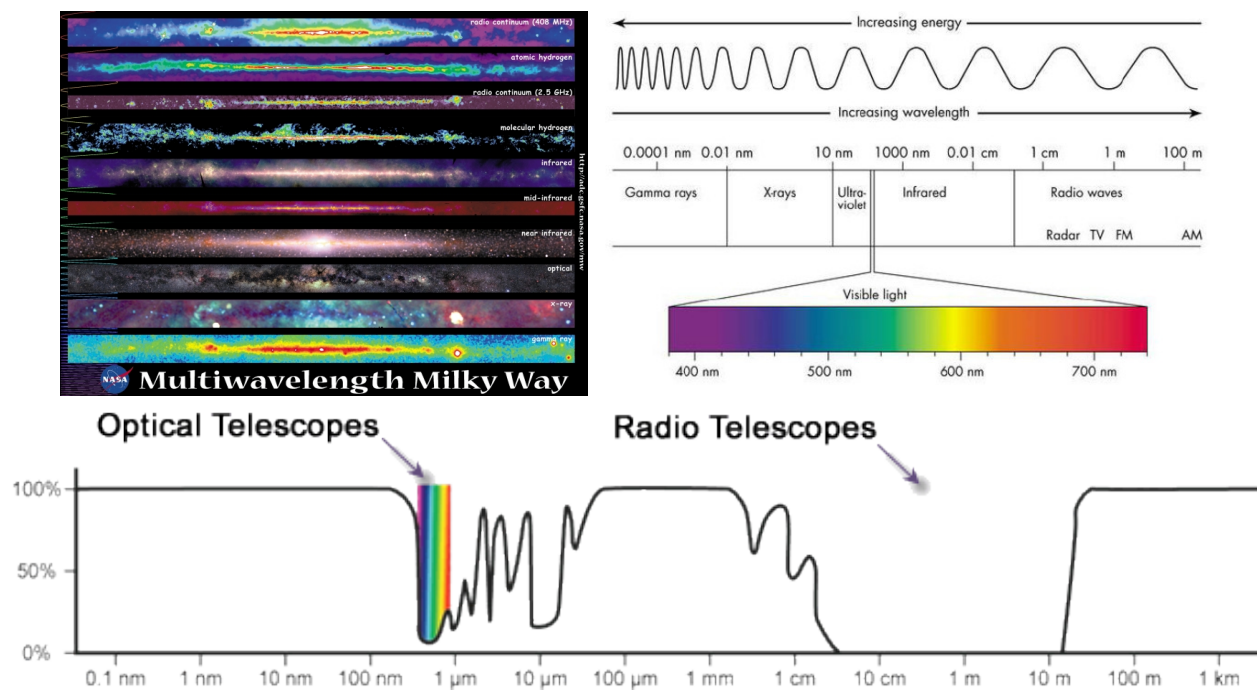 radio continuum (408 MHz)
atomic hydrogen
radio continuum (2.5 GHz)
molecular hydrogen
infrared
mid-infrared
near infrared
optical
x-ray
gamma ray
http://adc.gsfc.nasa.gov/mw
NASA
Multiwavelength Milky Way
Increasing energy
Increasing wavelength
0.0001 nm 0.01 nm 10 nm 1000 nm 0.01 cm 1 cm 1 m 100 m
Gamma rays X-rays Ultra-
violet Infrared Radio waves
Radar TV FM AM
Visible light
400 nm 500 nm 600 nm 700 nm
Optical Telescopes Radio Telescopes
100%
50%
0%
0.1 nm 1 nm 10 nm 100 nm 1 µm 10 µm 100 µm 1 mm 1 cm 10 cm 1 m 10 m 100 m 1 km